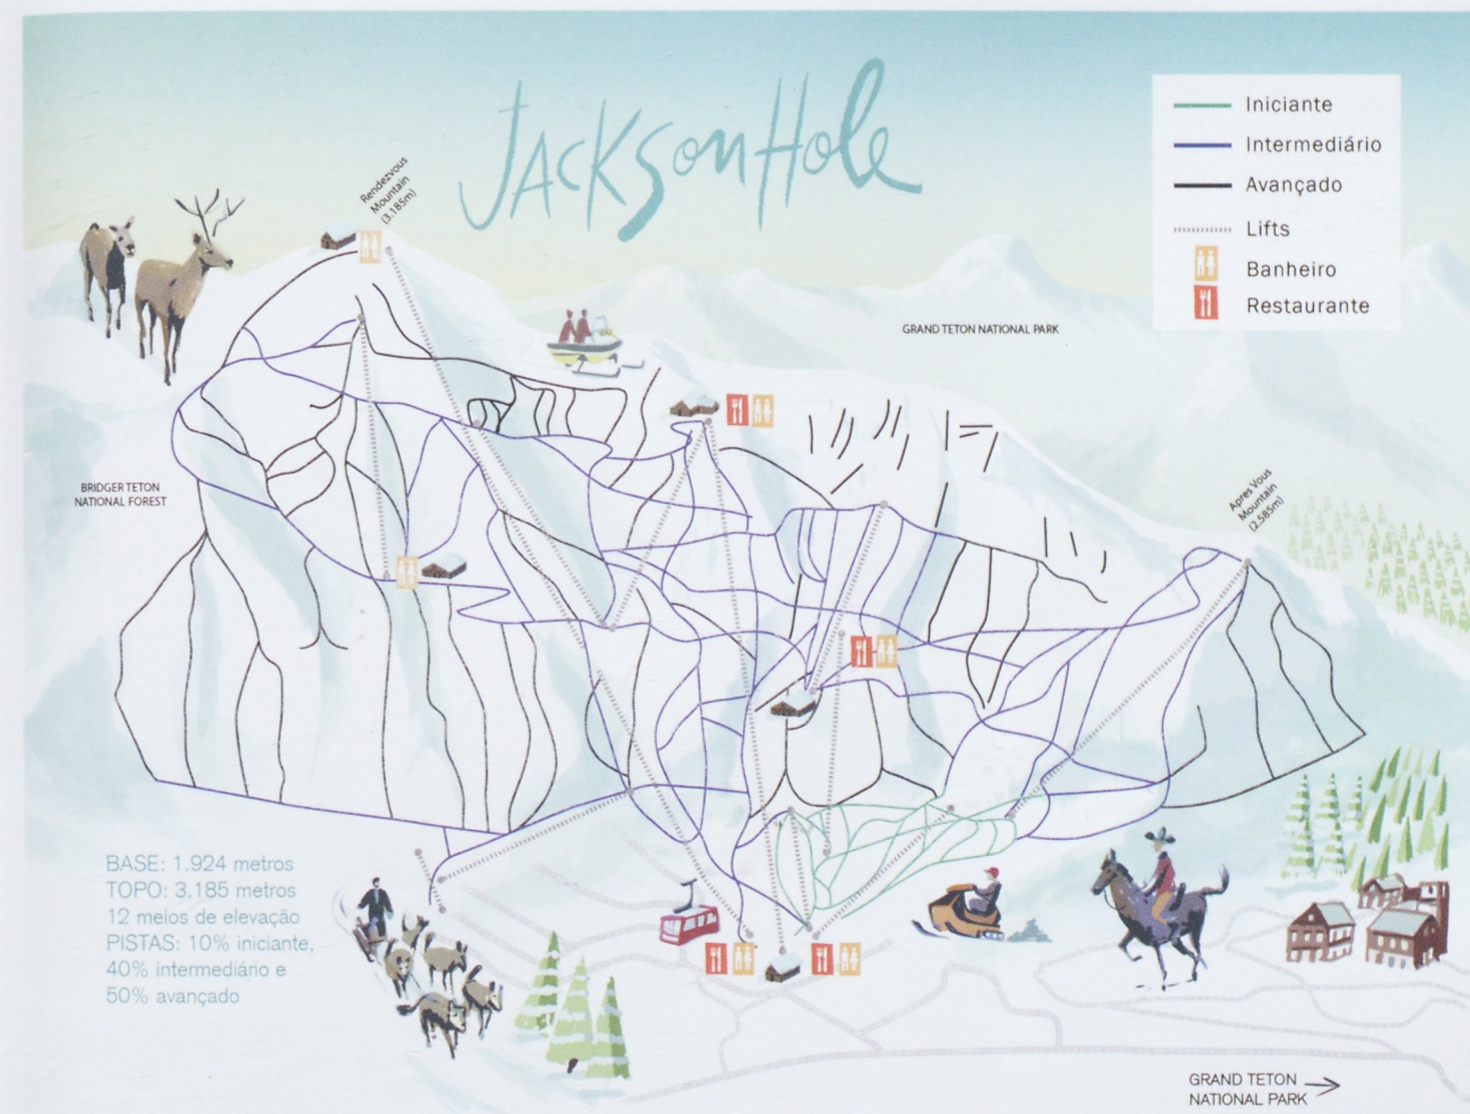 Jackson Hole
Iniciante
Intermediário
Avançado
Lifts
Banheiro
Restaurante
Rendezvous
Mountain
(3.185m)
GRAND TETON NATIONAL PARK
BRIDGER TETON
NATIONAL FOREST
Apres Vous
Mountain
(2.585m)
BASE: 1.924 metros
TOPO: 3.185 metros
12 meios de elevação
PISTAS: 10% iniciante,
40% intermediário e
50% avançado
GRAND TETON
NATIONAL PARK